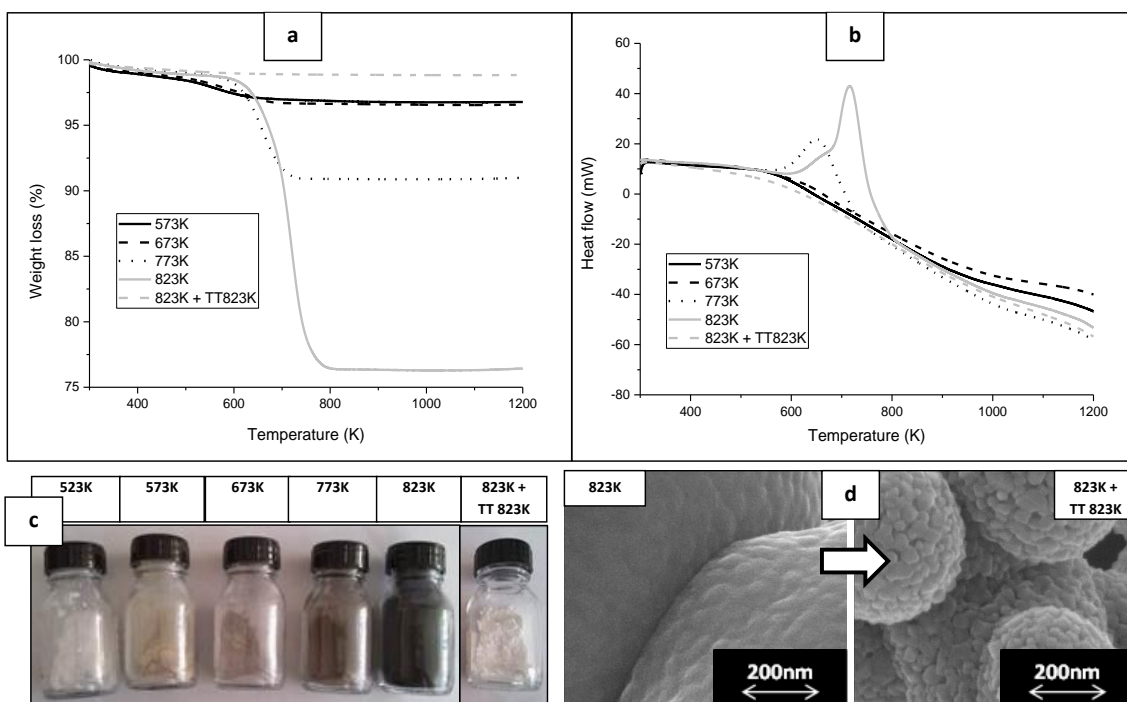 a
Weight loss (%)
100
95
90
85
80
75
573K
673K
773K
823K
823K + TT823K
400 600 800 1000 1200
Temperature (K)
b
Heat flow (mW)
60
40
20
0
-20
-40
-60
-80
573K
673K
773K
823K
823K + TT823K
400 600 800 1000 1200
Temperature (K)
c
523K 573K 673K 773K 823K 823K +
TT 823K
d
823K
823K +
TT 823K
200nm
200nm